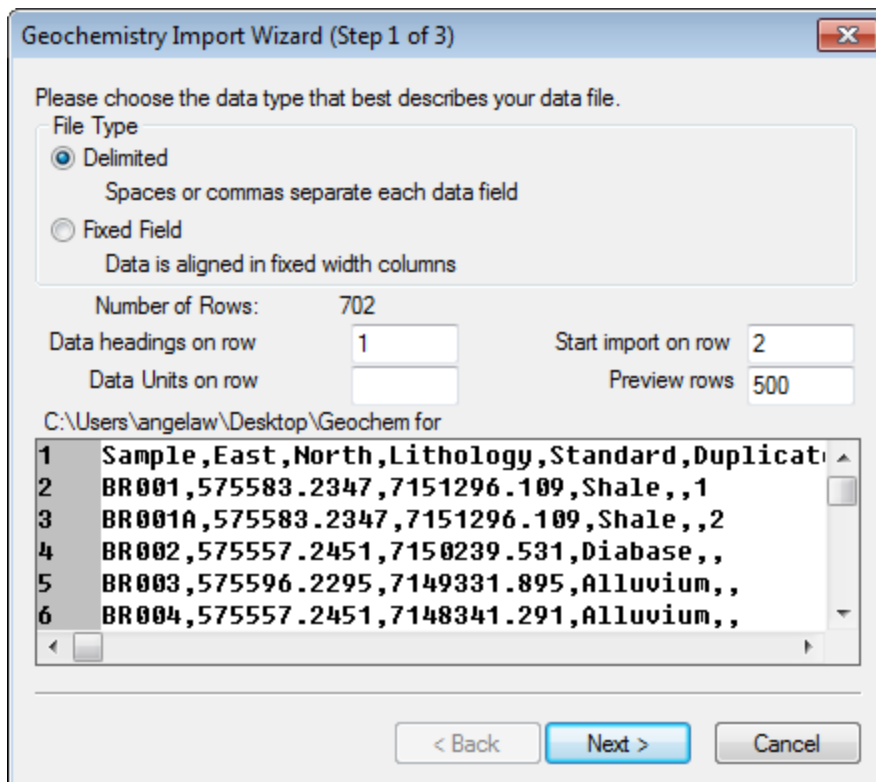 Geochemistry Import Wizard (Step 1 of 3)
Please choose the data type that best describes your data file.
File Type
Delimited
Spaces or commas separate each data field
Fixed Field
Data is aligned in fixed width columns
Number of Rows: 702
Data headings on row 1 Start import on row 2
Data Units on row Preview rows 500
C:\Users\angelaw\Desktop\Geochem for
1 Sample,East,North,Lithology,Standard,Duplicat
2 BR001,575583.2347,7151296.109,Shale,,1
3 BR001A,575583.2347,7151296.109,Shale,,2
4 BR002,575557.2451,7150239.531,Diabase,,
5 BR003,575596.2295,7149331.895,Alluvium,,
6 BR004,575557.2451,7148341.291,Alluvium,,
< Back Next > Cancel